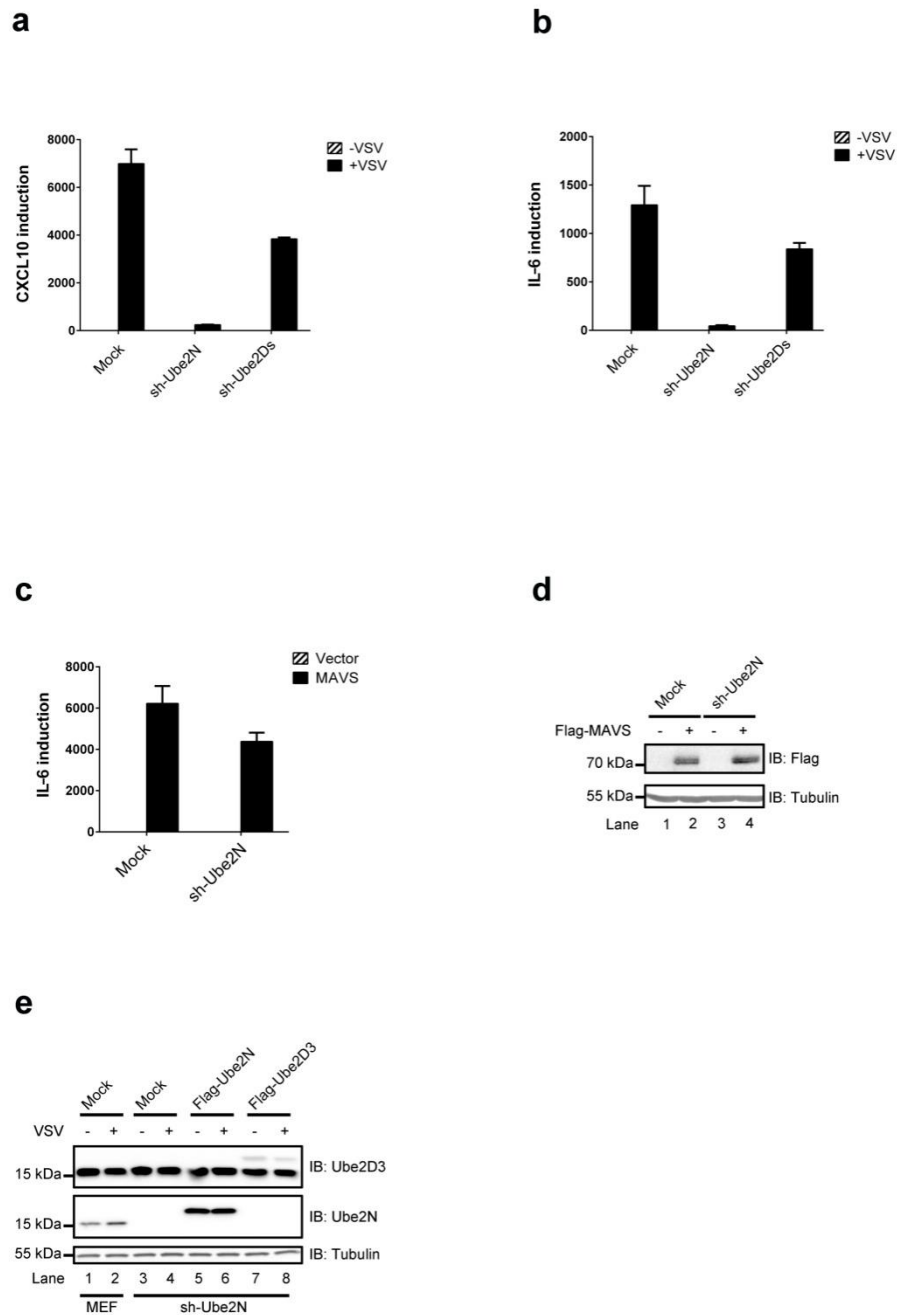 a
b
8000
6000
4000
2000
0
CXCL10 induction
-VSV
+VSV
Mock
sh-Ube2N
sh-Ube2Ds
2000
1500
1000
500
0
IL-6 induction
-VSV
+VSV
Mock
sh-Ube2N
sh-Ube2Ds
c
d
8000
6000
4000
2000
0
IL-6 induction
Vector
MAVS
Mock
sh-Ube2N
Mock
sh-Ube2N
Flag-MAVS - + - +
70 kDa
IB: Flag
55 kDa
IB: Tubulin
Lane 1 2 3 4
e
Mock
Mock
Flag-Ube2N
Flag-Ube2D3
VSV - + - + - + - +
15 kDa
IB: Ube2D3
15 kDa
IB: Ube2N
55 kDa
IB: Tubulin
Lane 1 2 3 4 5 6 7 8
MEF
sh-Ube2N